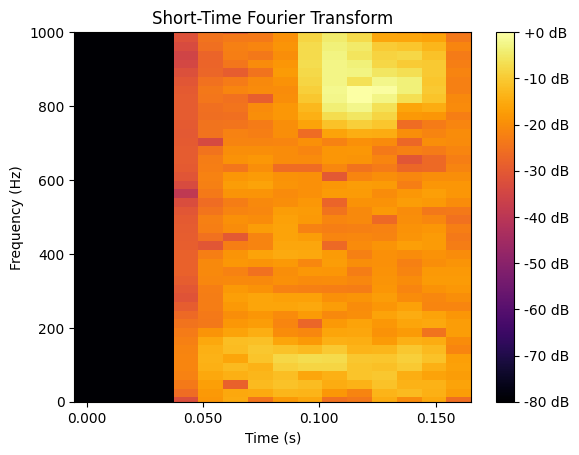 Short-Time Fourier Transform
1000
800
600
400
200
0
Frequency (Hz)
0.000
0.050
0.100
0.150
Time (s)
+0 dB
-10 dB
-20 dB
-30 dB
-40 dB
-50 dB
-60 dB
-70 dB
-80 dB